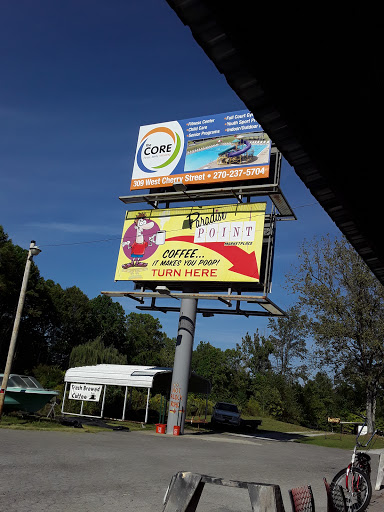 the
CORE
•Fitness Center
•Child Care
•Senior Programs
•Full Court Gym
•Youth Sport
•Indoor/Outdoor
309 West Cherry Street • 270-237-5704
Paradise
POINT
MARKETPLACE
COFFEE...
IT MAKES YOU POOP!
TURN HERE
Fresh Brewed
Coffee